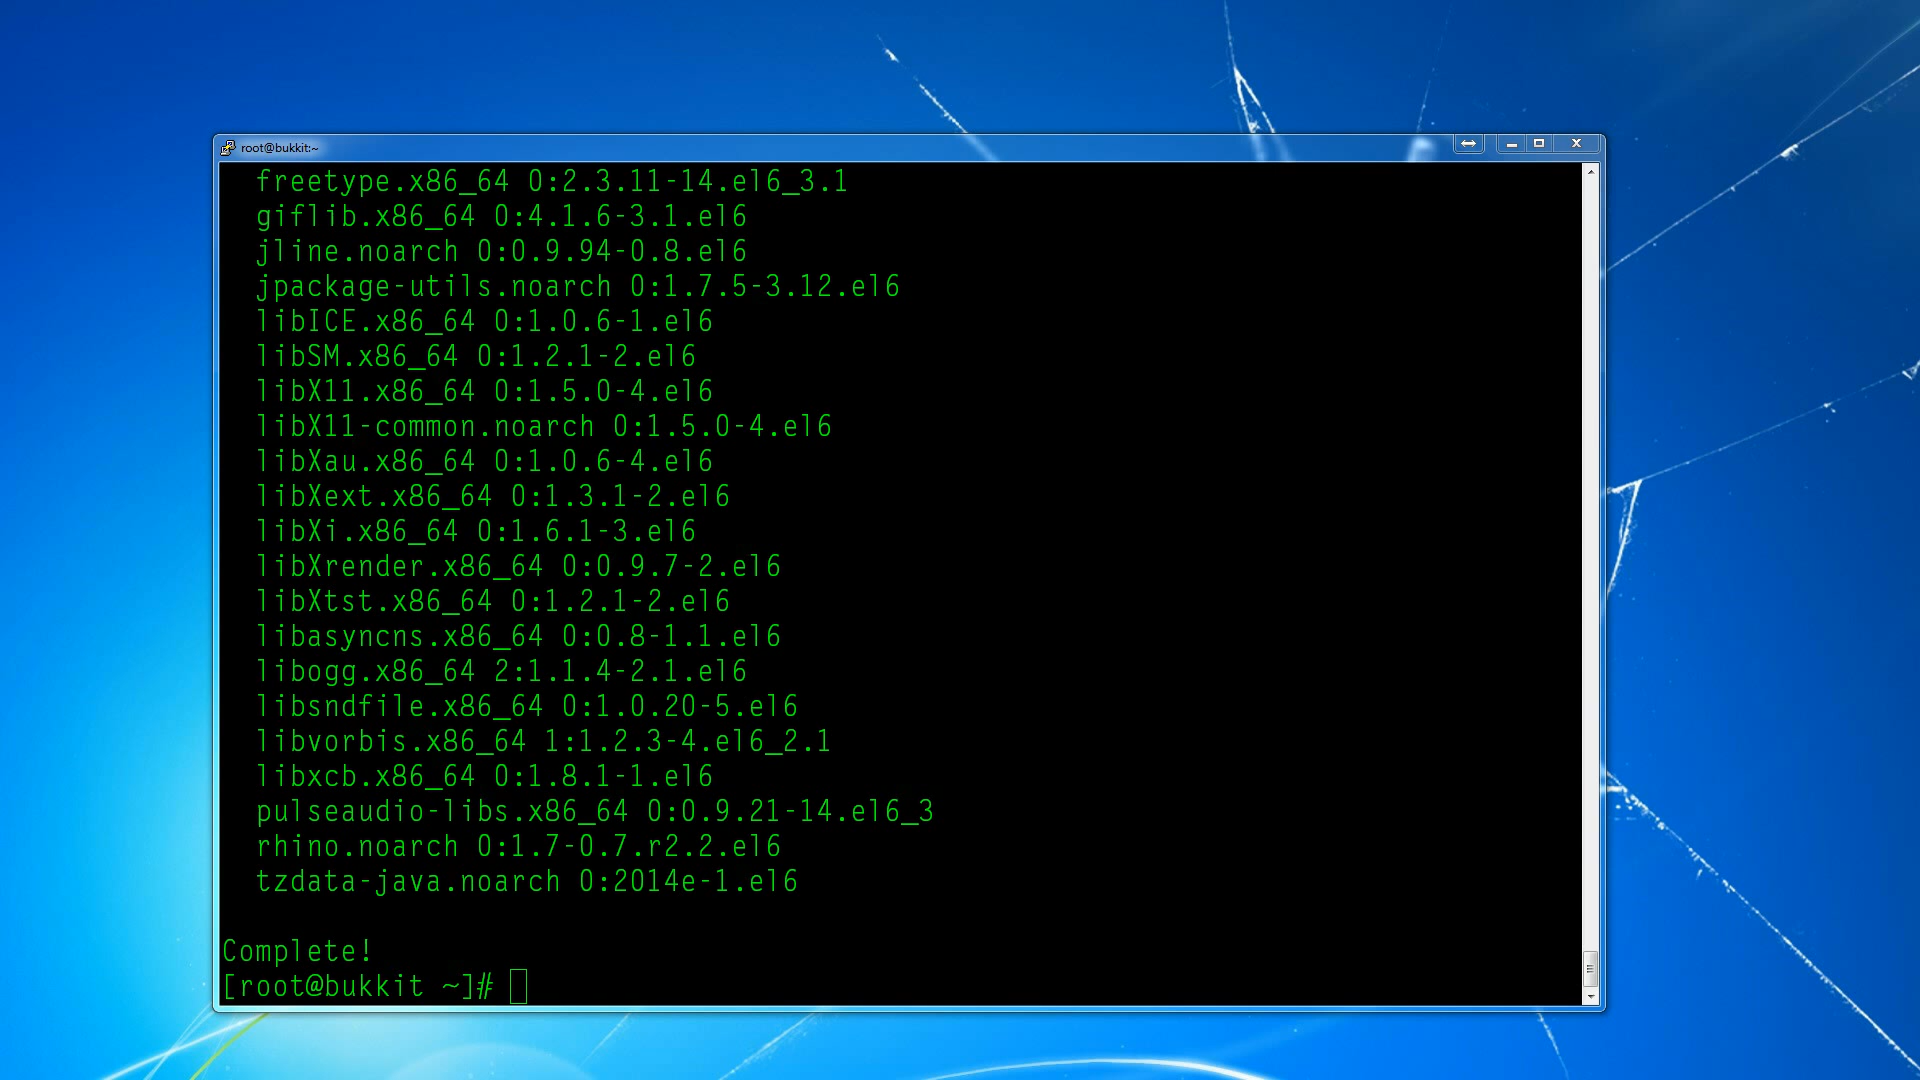 root@bukkit:~
freetype.x86_64 0:2.3.11-14.el6_3.1
giflib.x86_64 0:4.1.6-3.1.el6
jline.noarch 0:0.9.94-0.8.el6
jpackage-utils.noarch 0:1.7.5-3.12.el6
libICE.x86_64 0:1.0.6-1.el6
libSM.x86_64 0:1.2.1-2.el6
libX11.x86_64 0:1.5.0-4.el6
libX11-common.noarch 0:1.5.0-4.el6
libXau.x86_64 0:1.0.6-4.el6
libXext.x86_64 0:1.3.1-2.el6
libXi.x86_64 0:1.6.1-3.el6
libXrender.x86_64 0:0.9.7-2.el6
libXtst.x86_64 0:1.2.1-2.el6
libasyncns.x86_64 0:0.8-1.1.el6
libogg.x86_64 2:1.1.4-2.1.el6
libsndfile.x86_64 0:1.0.20-5.el6
libvorbis.x86_64 1:1.2.3-4.el6_2.1
libxcb.x86_64 0:1.8.1-1.el6
pulseaudio-libs.x86_64 0:0.9.21-14.el6_3
rhino.noarch 0:1.7-0.7.r2.2.el6
tzdata-java.noarch 0:2014e-1.el6
Complete!
[root@bukkit ~]#